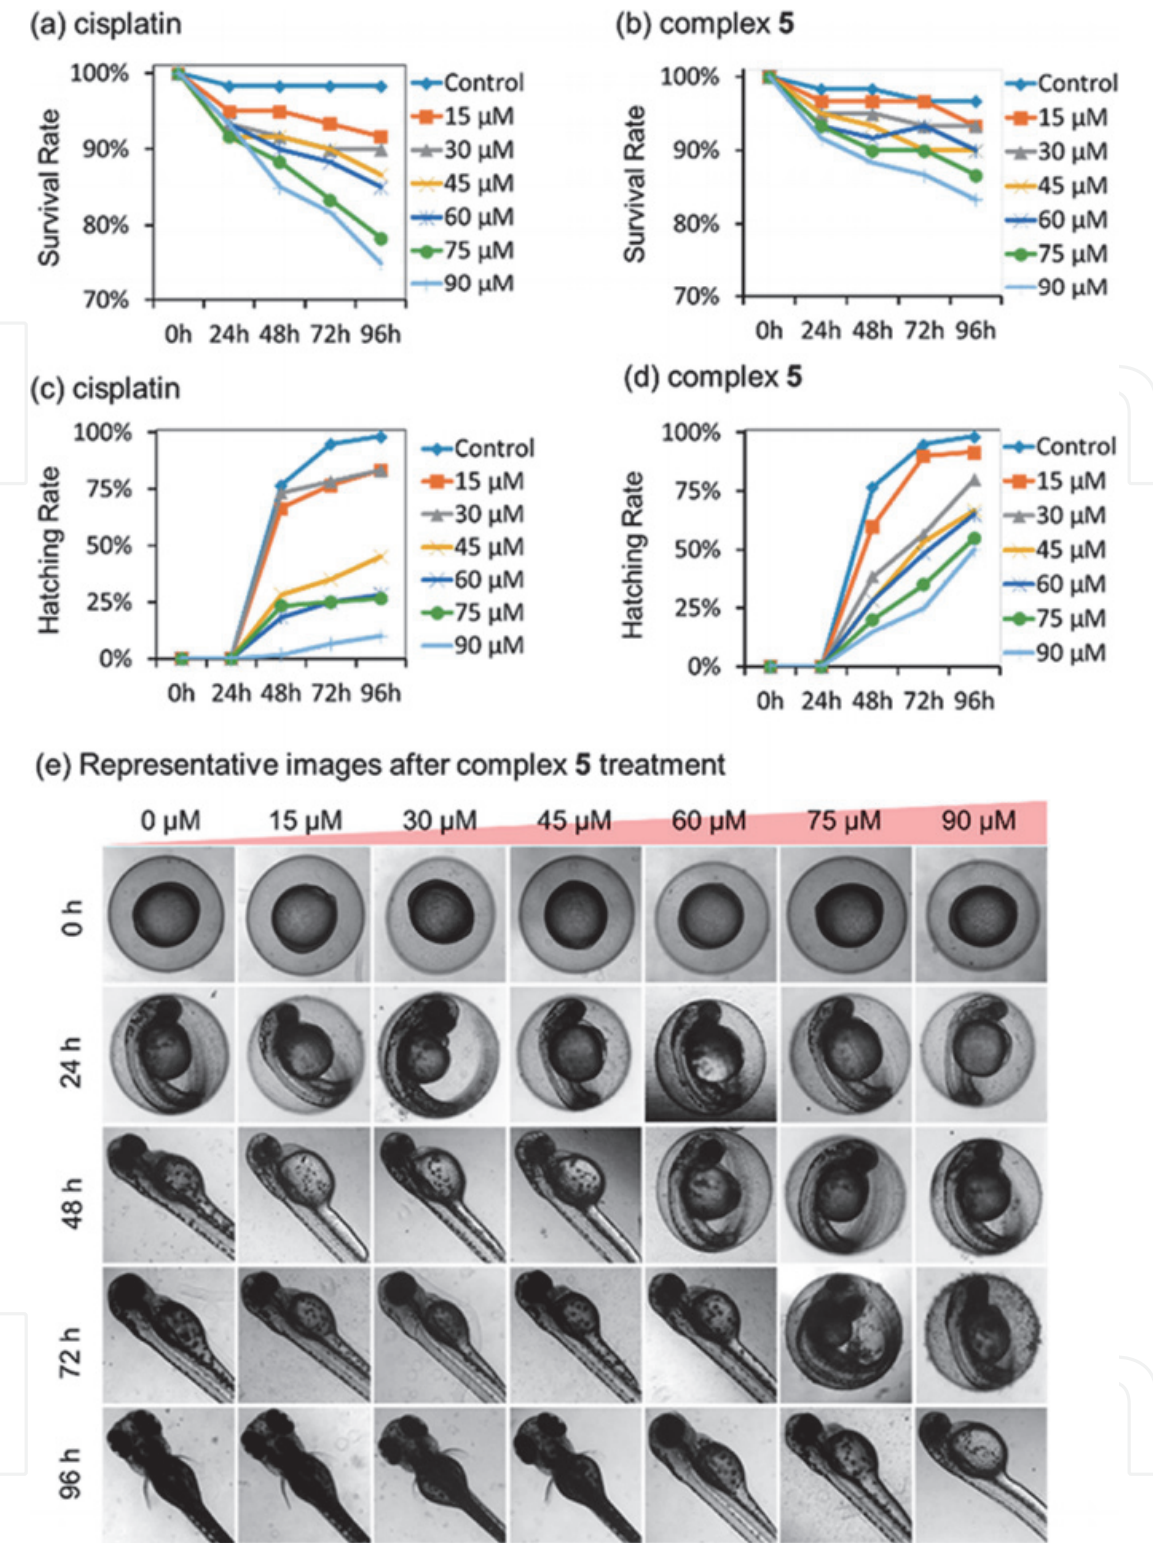 (a) cisplatin
100%
90%
80%
70%
Survival Rate
0h 24h 48h 72h 96h
Control
15 µM
30 µM
45 µM
60 µM
75 µM
90 µM
(b) complex 5
100%
90%
80%
70%
Survival Rate
0h 24h 48h 72h 96h
Control
15 µM
30 µM
45 µM
60 µM
75 µM
90 µM
(c) cisplatin
100%
75%
50%
25%
0%
Hatching Rate
0h 24h 48h 72h 96h
Control
15 µM
30 µM
45 µM
60 µM
75 µM
90 µM
(d) complex 5
100%
75%
50%
25%
0%
Hatching Rate
0h 24h 48h 72h 96h
Control
15 µM
30 µM
45 µM
60 µM
75 µM
90 µM
(e) Representative images after complex 5 treatment
0 µM 15 µM 30 µM 45 µM 60 µM 75 µM 90 µM
0 h
24 h
48 h
72 h
96 h